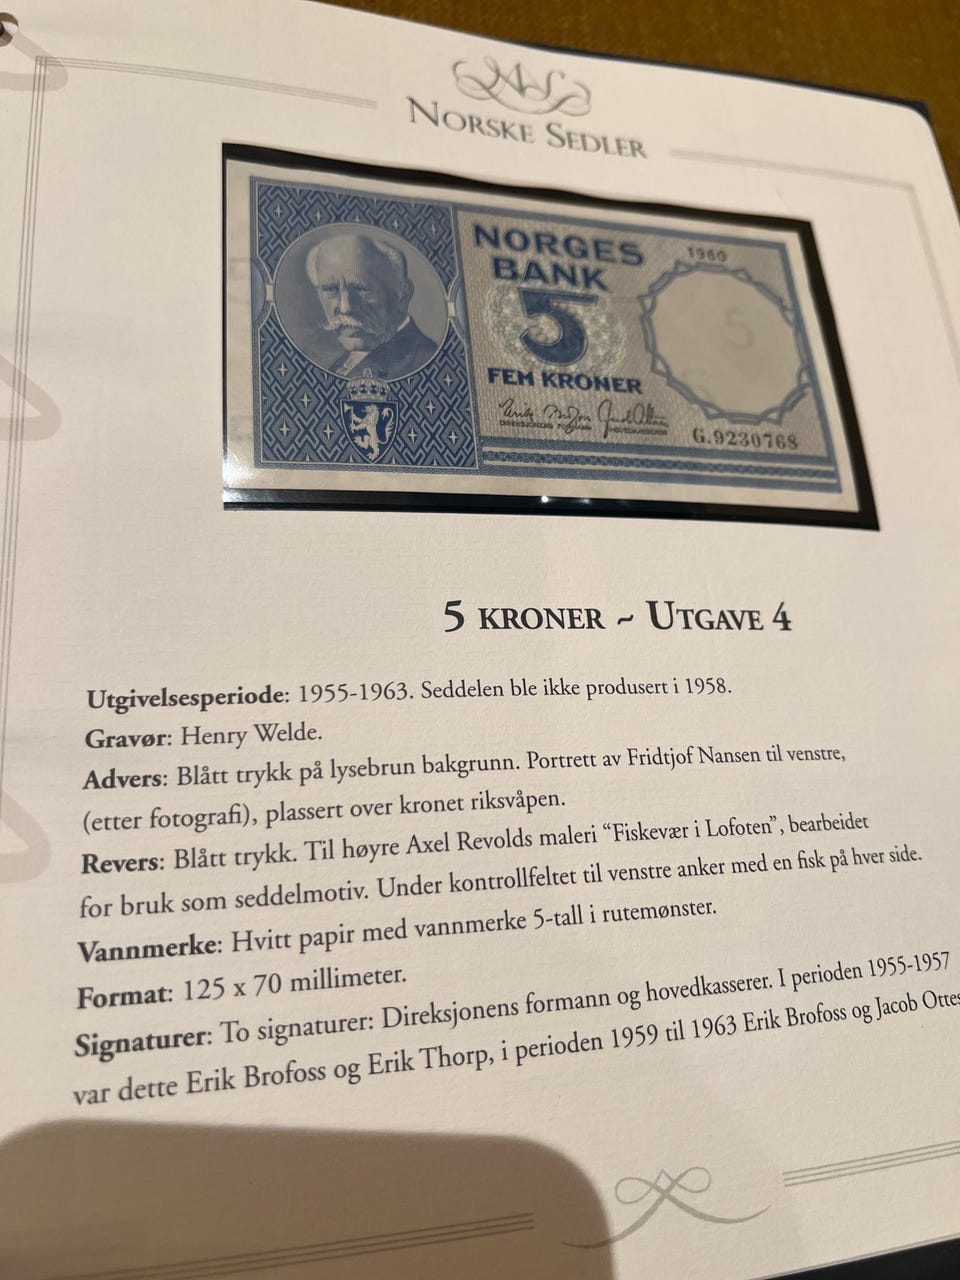 NORSKE SEDLER
NORGES
BANK
1960
5
5
FEM KRONER
DIREKSJONENS FORMANN HOVEDKASSERER
G.9230768
5 KRONER ~ UTGAVE 4
Utgivelsesperiode: 1955-1963. Seddelen ble ikke produsert i 1958.
Gravør: Henry Welde.
Advers: Blått trykk på lysebrun bakgrunn. Portrett av Fridtjof Nansen til venstre,
(etter fotografi), plassert over kronet riksvåpen.
Revers: Blått trykk. Til høyre Axel Revolds maleri “Fiskevær i Lofoten”, bearbeidet
for bruk som seddelmotiv. Under kontrollfeltet til venstre anker med en fisk på hver side.
Vannmerke: Hvitt papir med vannmerke 5-tall i rutemønster.
Format: 125 x 70 millimeter.
Signaturer: To signaturer: Direksjonens formann og hovedkasserer. I perioden 1955-1957
var dette Erik Brofoss og Erik Thorp, i perioden 1959 til 1963 Erik Brofoss og Jacob